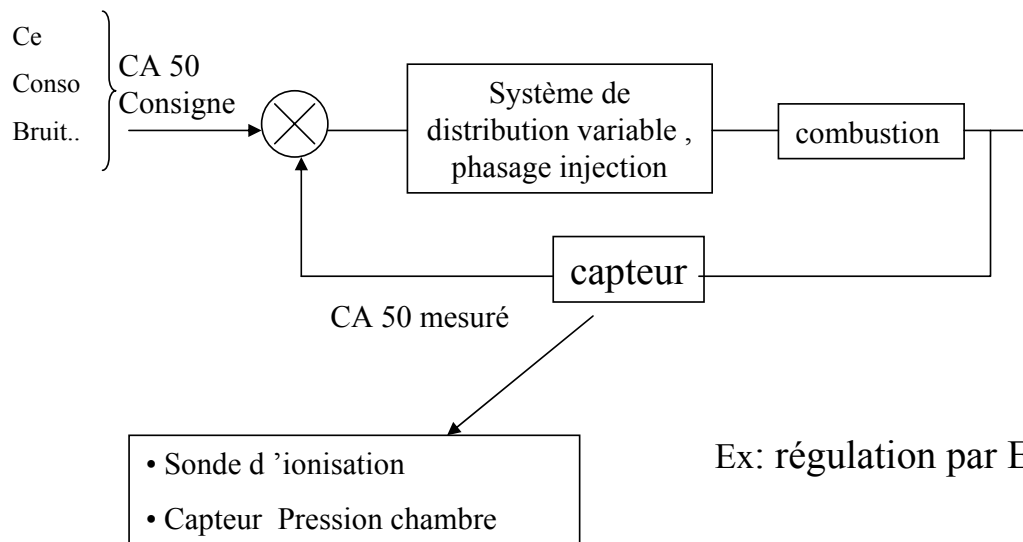 Ce
Conso
Bruit..
CA 50
Consigne
Système de
distribution variable ,
phasage injection
combustion
capteur
CA 50 mesuré
• Sonde d ’ionisation
• Capteur Pression chambre
Ex: régulation par E